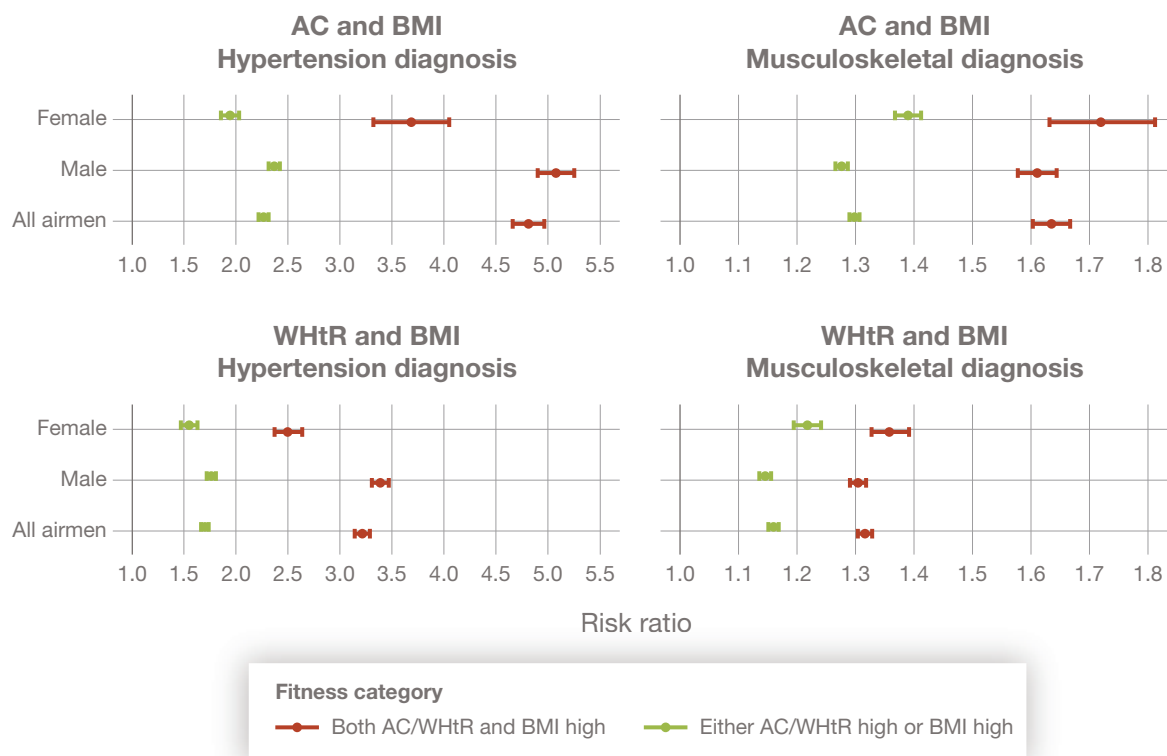 AC and BMI
Hypertension diagnosis
Female
Male
All airmen
1.0 1.5 2.0 2.5 3.0 3.5 4.0 4.5 5.0 5.5
AC and BMI
Musculoskeletal diagnosis
1.0 1.1 1.2 1.3 1.4 1.5 1.6 1.7 1.8
WHtR and BMI
Hypertension diagnosis
Female
Male
All airmen
1.0 1.5 2.0 2.5 3.0 3.5 4.0 4.5 5.0 5.5
WHtR and BMI
Musculoskeletal diagnosis
1.0 1.1 1.2 1.3 1.4 1.5 1.6 1.7 1.8
Risk ratio
Fitness category
Both AC/WHtR and BMI high
Either AC/WHtR high or BMI high